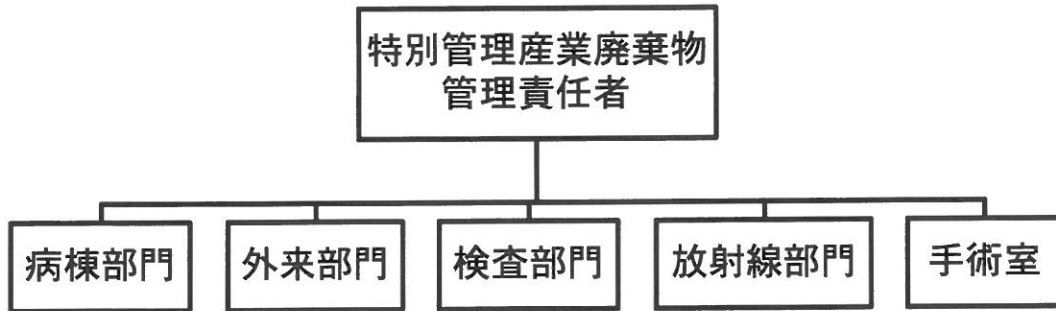 特別管理産業廃棄物
管理責任者
病棟部門
外来部門
検査部門
放射線部門
手術室